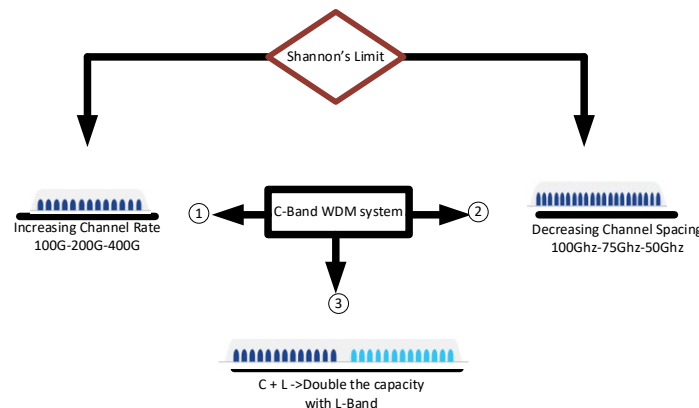 Shannon's Limit
Increasing Channel Rate
100G-200G-400G
1
C-Band WDM system
2
Decreasing Channel Spacing
100Ghz-75Ghz-50Ghz
3
C + L ->Double the capacity
with L-Band